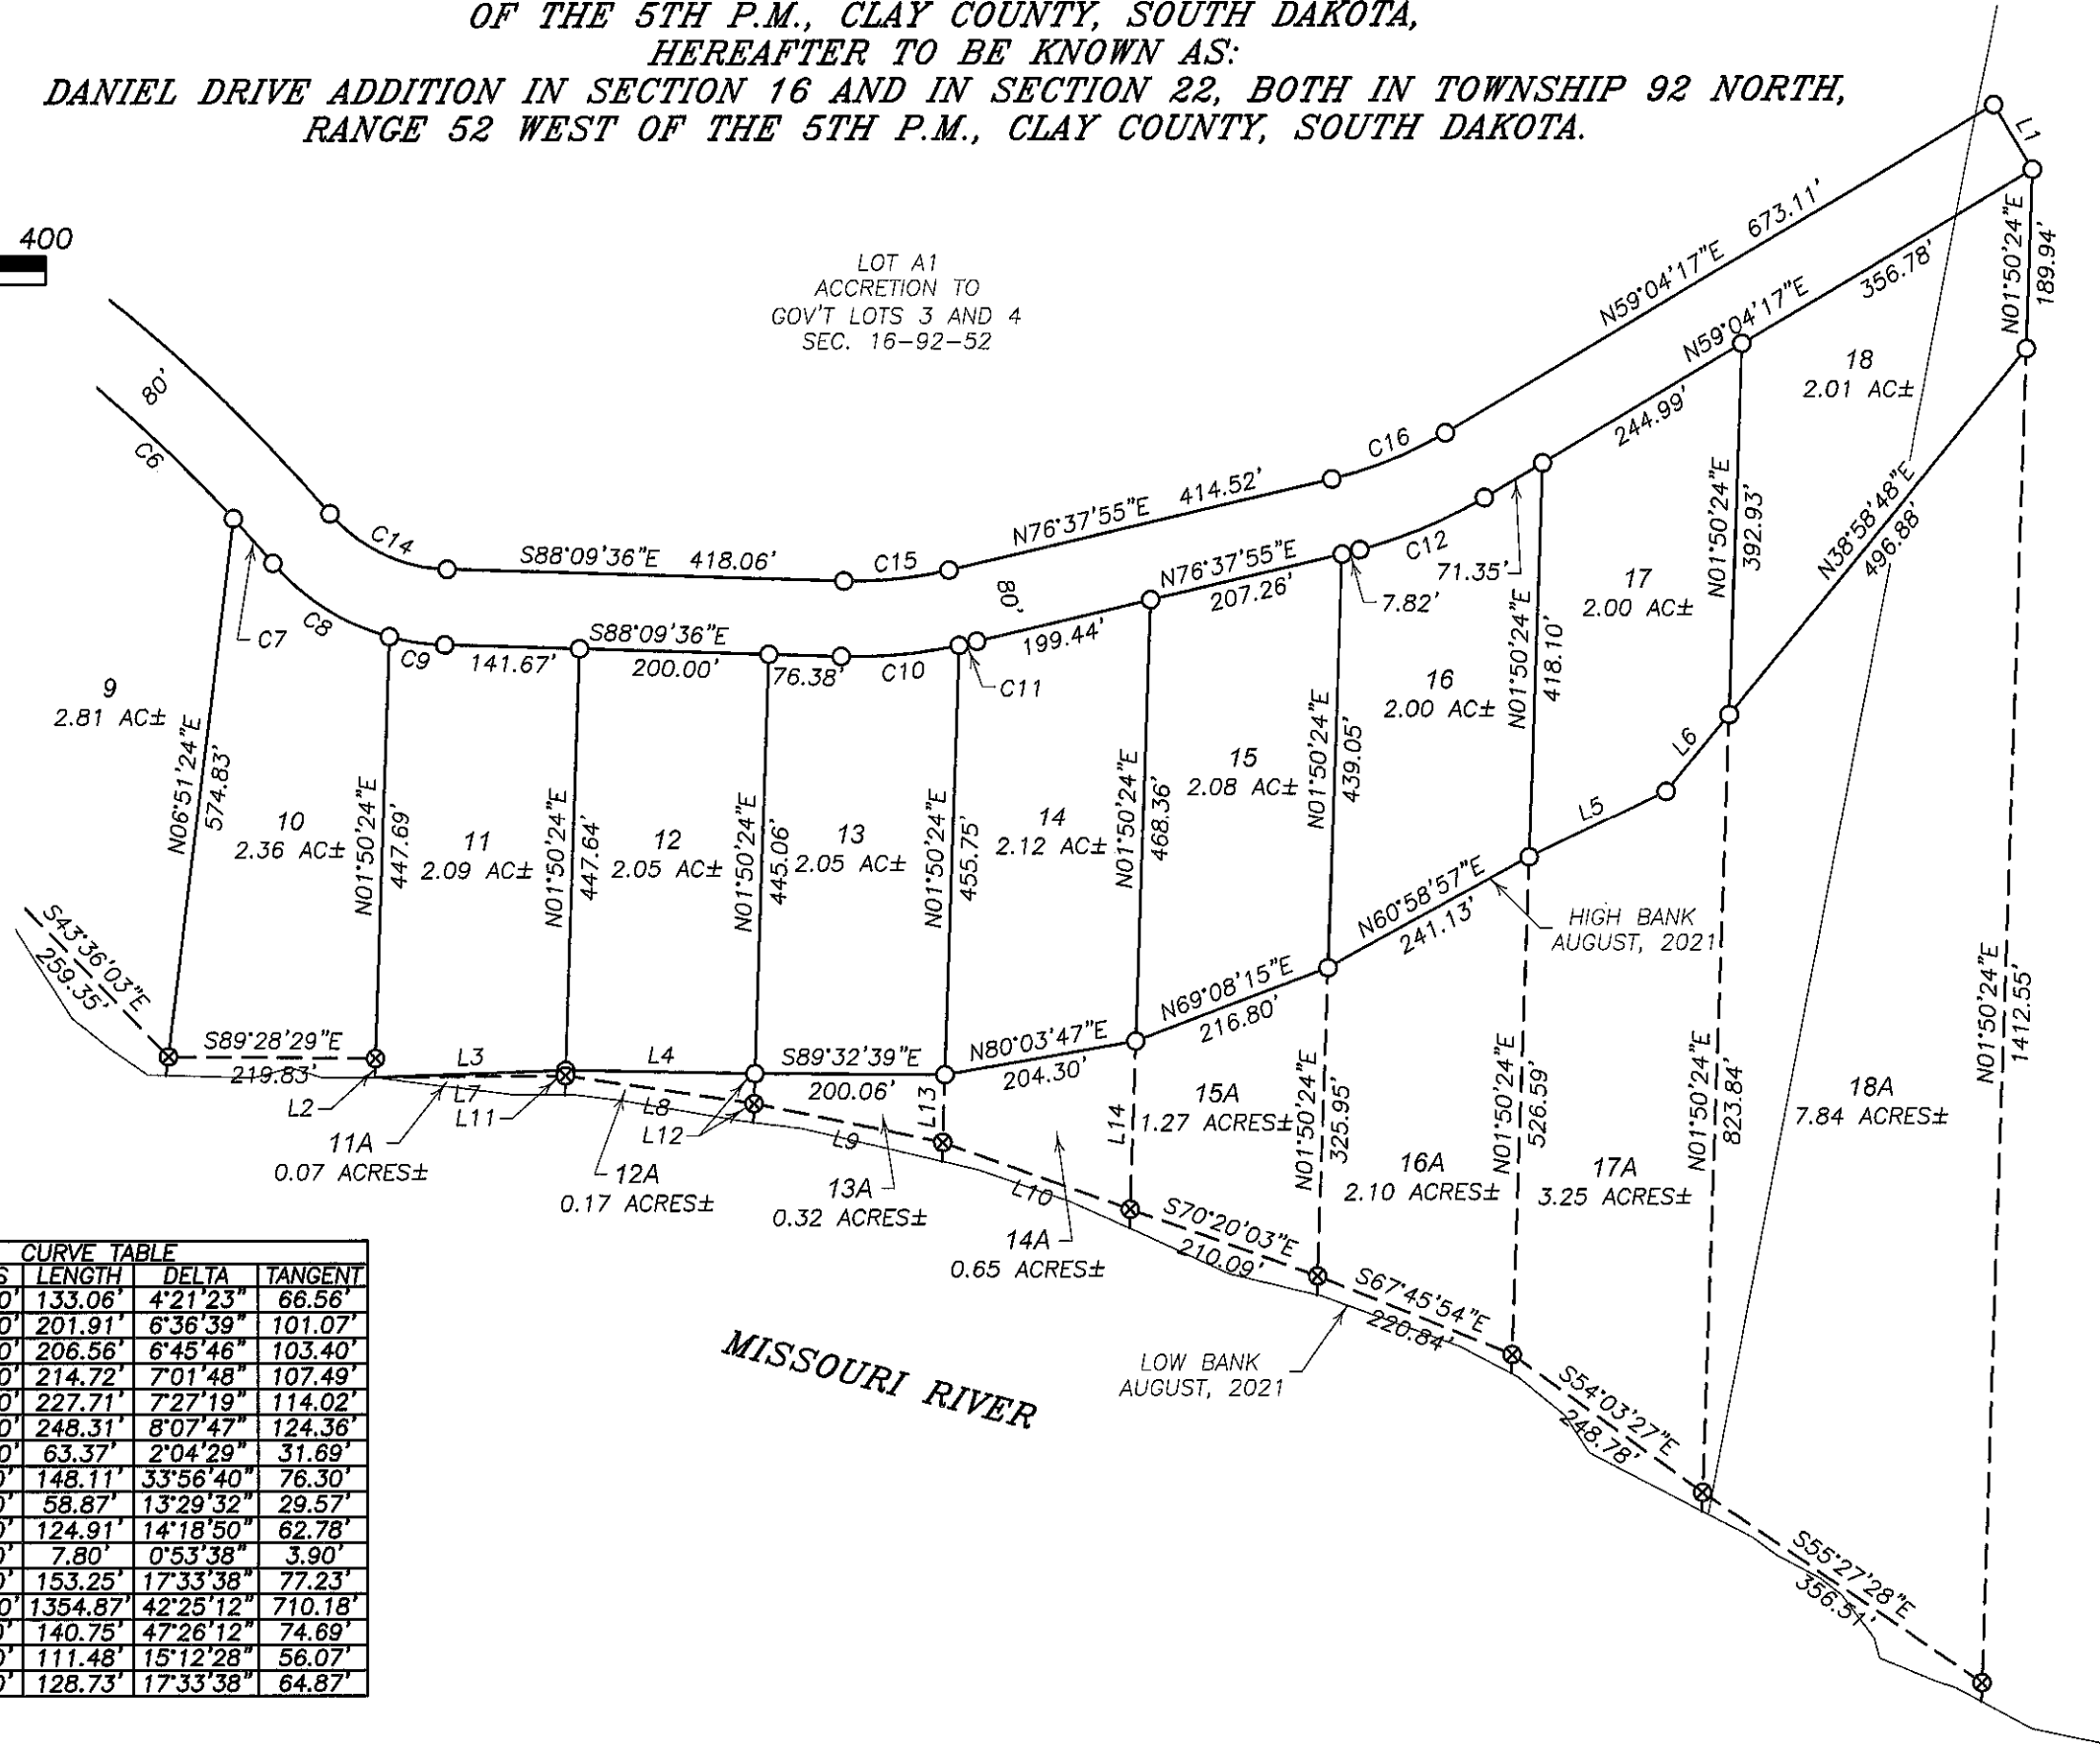 OF THE 5TH P.M., CLAY COUNTY, SOUTH DAKOTA,
HEREAFTER TO BE KNOWN AS:
DANIEL DRIVE ADDITION IN SECTION 16 AND IN SECTION 22, BOTH IN TOWNSHIP 92 NORTH,
RANGE 52 WEST OF THE 5TH P.M., CLAY COUNTY, SOUTH DAKOTA.
400
LOT A1
ACCRETION TO
GOV'T LOTS 3 AND 4
SEC. 16-92-52
L1
N59°04'17"E 673.11'
N59°04'17"E
356.78'
244.99'
N01°50'24"E
189.94'
80'
C6
C14
S88°09'36"E 418.06'
C15
N76°37'55"E 414.52'
C16
C7
C8
C9
141.67'
S88°09'36"E
200.00'
76.38'
C10
C11
80'
199.44'
N76°37'55"E
207.26'
7.82'
C12
71.35'
9
2.81 AC±
N06°51'24"E
574.83'
10
2.36 AC±
N01°50'24"E
447.69'
11
2.09 AC±
N01°50'24"E
447.64'
12
2.05 AC±
N01°50'24"E
445.06'
13
2.05 AC±
N01°50'24"E
455.75'
14
2.12 AC±
N01°50'24"E
468.36'
15
2.08 AC±
N01°50'24"E
439.05'
16
2.00 AC±
N01°50'24"E
418.10'
17
2.00 AC±
N01°50'24"E
392.93'
18
2.01 AC±
N38°58'48"E
496.88'
L6
L5
N60°58'57"E
241.13'
HIGH BANK
AUGUST, 2021
N69°08'15"E
216.80'
N80°03'47"E
204.30'
S89°32'39"E
200.06'
L4
L3
S43°36'03"E
259.35'
S89°28'29"E
219.83'
L2
L7
L11
L8
L12
L9
L13
L10
L14
11A
0.07 ACRES±
12A
0.17 ACRES±
13A
0.32 ACRES±
14A
0.65 ACRES±
15A
1.27 ACRES±
N01°50'24"E
325.95'
16A
2.10 ACRES±
N01°50'24"E
526.59'
17A
3.25 ACRES±
N01°50'24"E
823.84'
18A
7.84 ACRES±
N01°50'24"E
1412.55'
S70°20'03"E
210.09'
S67°45'54"E
220.84'
S54°03'27"E
248.78'
S55°27'28"E
356.51'
LOW BANK
AUGUST, 2021
MISSOURI RIVER
CURVE TABLE
S LENGTH DELTA TANGENT
0' 133.06' 4°21'23" 66.56'
0' 201.91' 6°36'39" 101.07'
0' 206.56' 6°45'46" 103.40'
0' 214.72' 7°01'48" 107.49'
0' 227.71' 7°27'19" 114.02'
0' 248.31' 8°07'47" 124.36'
0' 63.37' 2°04'29" 31.69'
0' 148.11' 33°56'40" 76.30'
0' 58.87' 13°29'32" 29.57'
0' 124.91' 14°18'50" 62.78'
0' 7.80' 0°53'38" 3.90'
0' 153.25' 17°33'38" 77.23'
0' 1354.87' 42°25'12" 710.18'
0' 140.75' 47°26'12" 74.69'
0' 111.48' 15°12'28" 56.07'
0' 128.73' 17°33'38" 64.87'